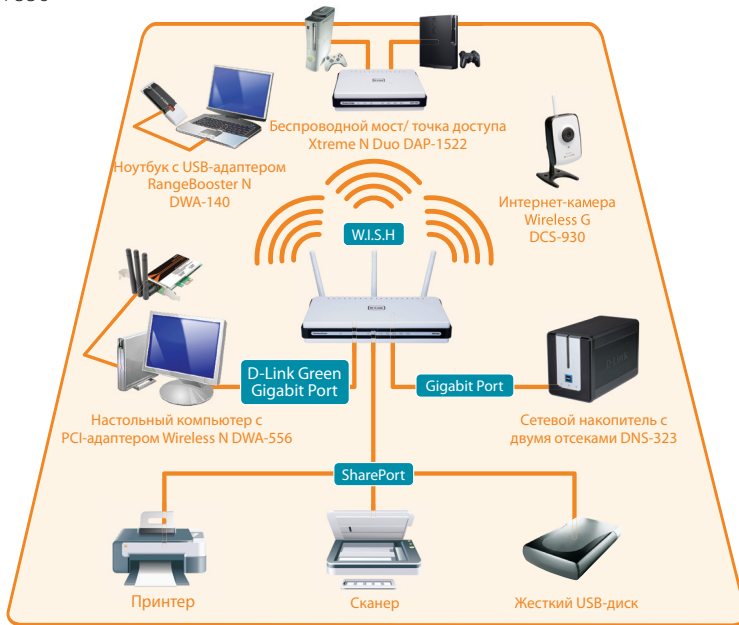 Беспроводной мост/ точка доступа
Xtreme N Duo DAP-1522
Ноутбук с USB-адаптером
RangeBooster N
DWA-140
Интернет-камера
Wireless G
DCS-930
W.I.S.H
D-Link
D-Link
D-Link Green
Gigabit Port
Gigabit Port
Настольный компьютер с
PCI-адаптером Wireless N DWA-556
Сетевой накопитель с
двумя отсеками DNS-323
SharePort
Принтер
Сканер
Жесткий USB-диск